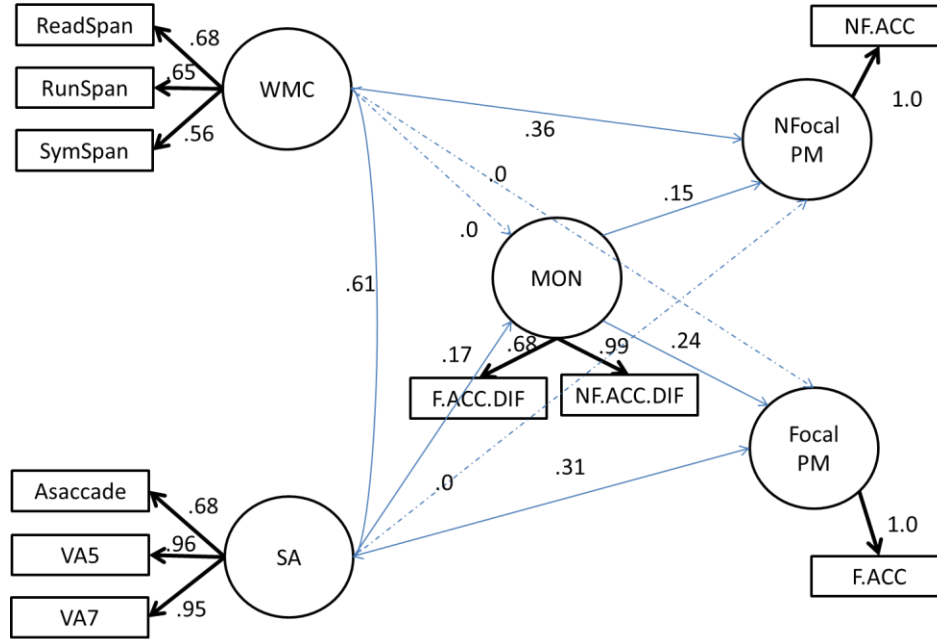 ReadSpan
.68
RunSpan
.65
SymSpan
.56
WMC
NF.ACC
1.0
NFocal
PM
.36
.0
.15
.0
MON
.61
.17
.68
.99
.24
F.ACC.DIF
NF.ACC.DIF
Focal
PM
.31
.0
Asaccade
.68
VA5
.96
VA7
.95
SA
1.0
F.ACC